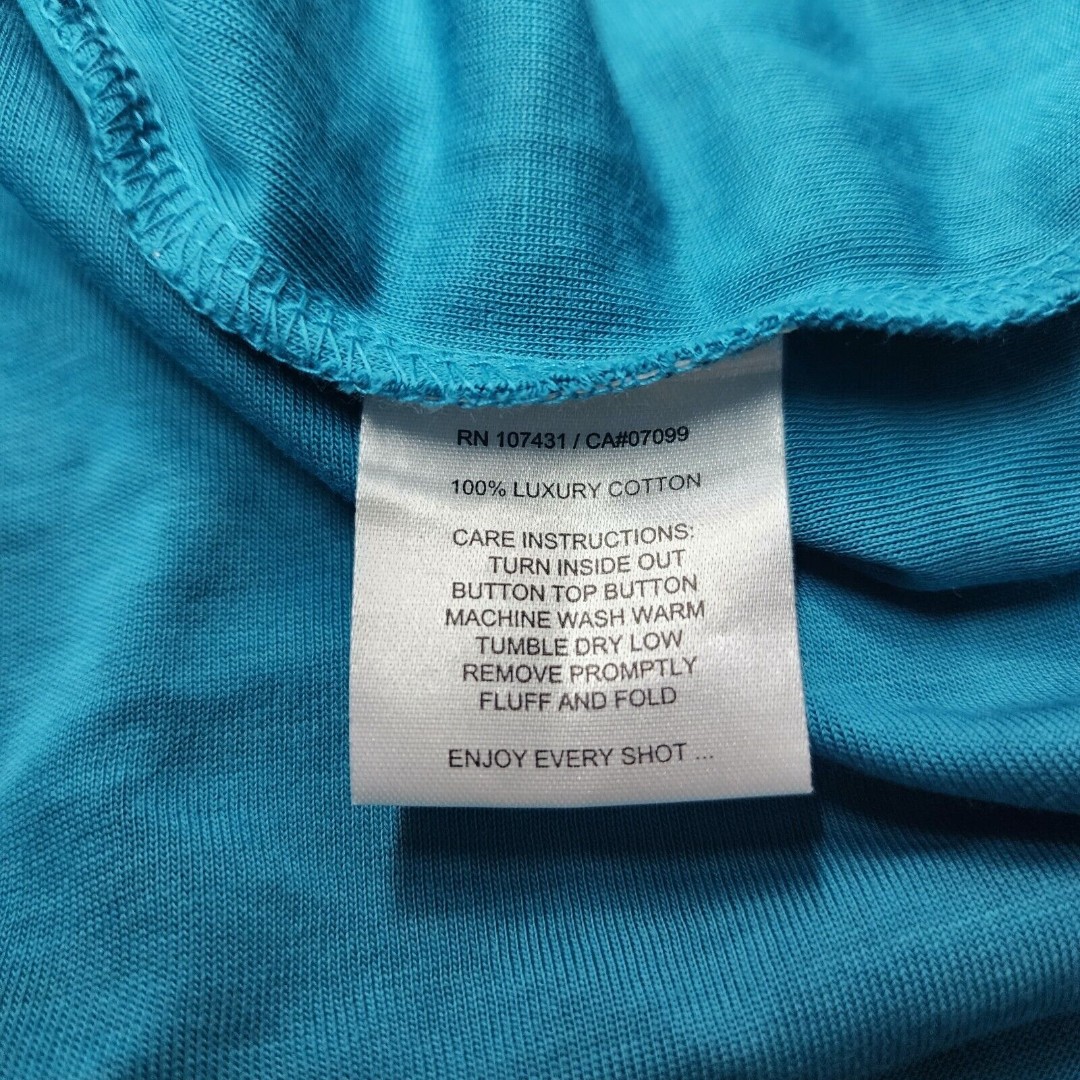 RN 107431 / CA#07099
100% LUXURY COTTON
CARE INSTRUCTIONS:
TURN INSIDE OUT
BUTTON TOP BUTTON
MACHINE WASH WARM
TUMBLE DRY LOW
REMOVE PROMPTLY
FLUFF AND FOLD
ENJOY EVERY SHOT ...